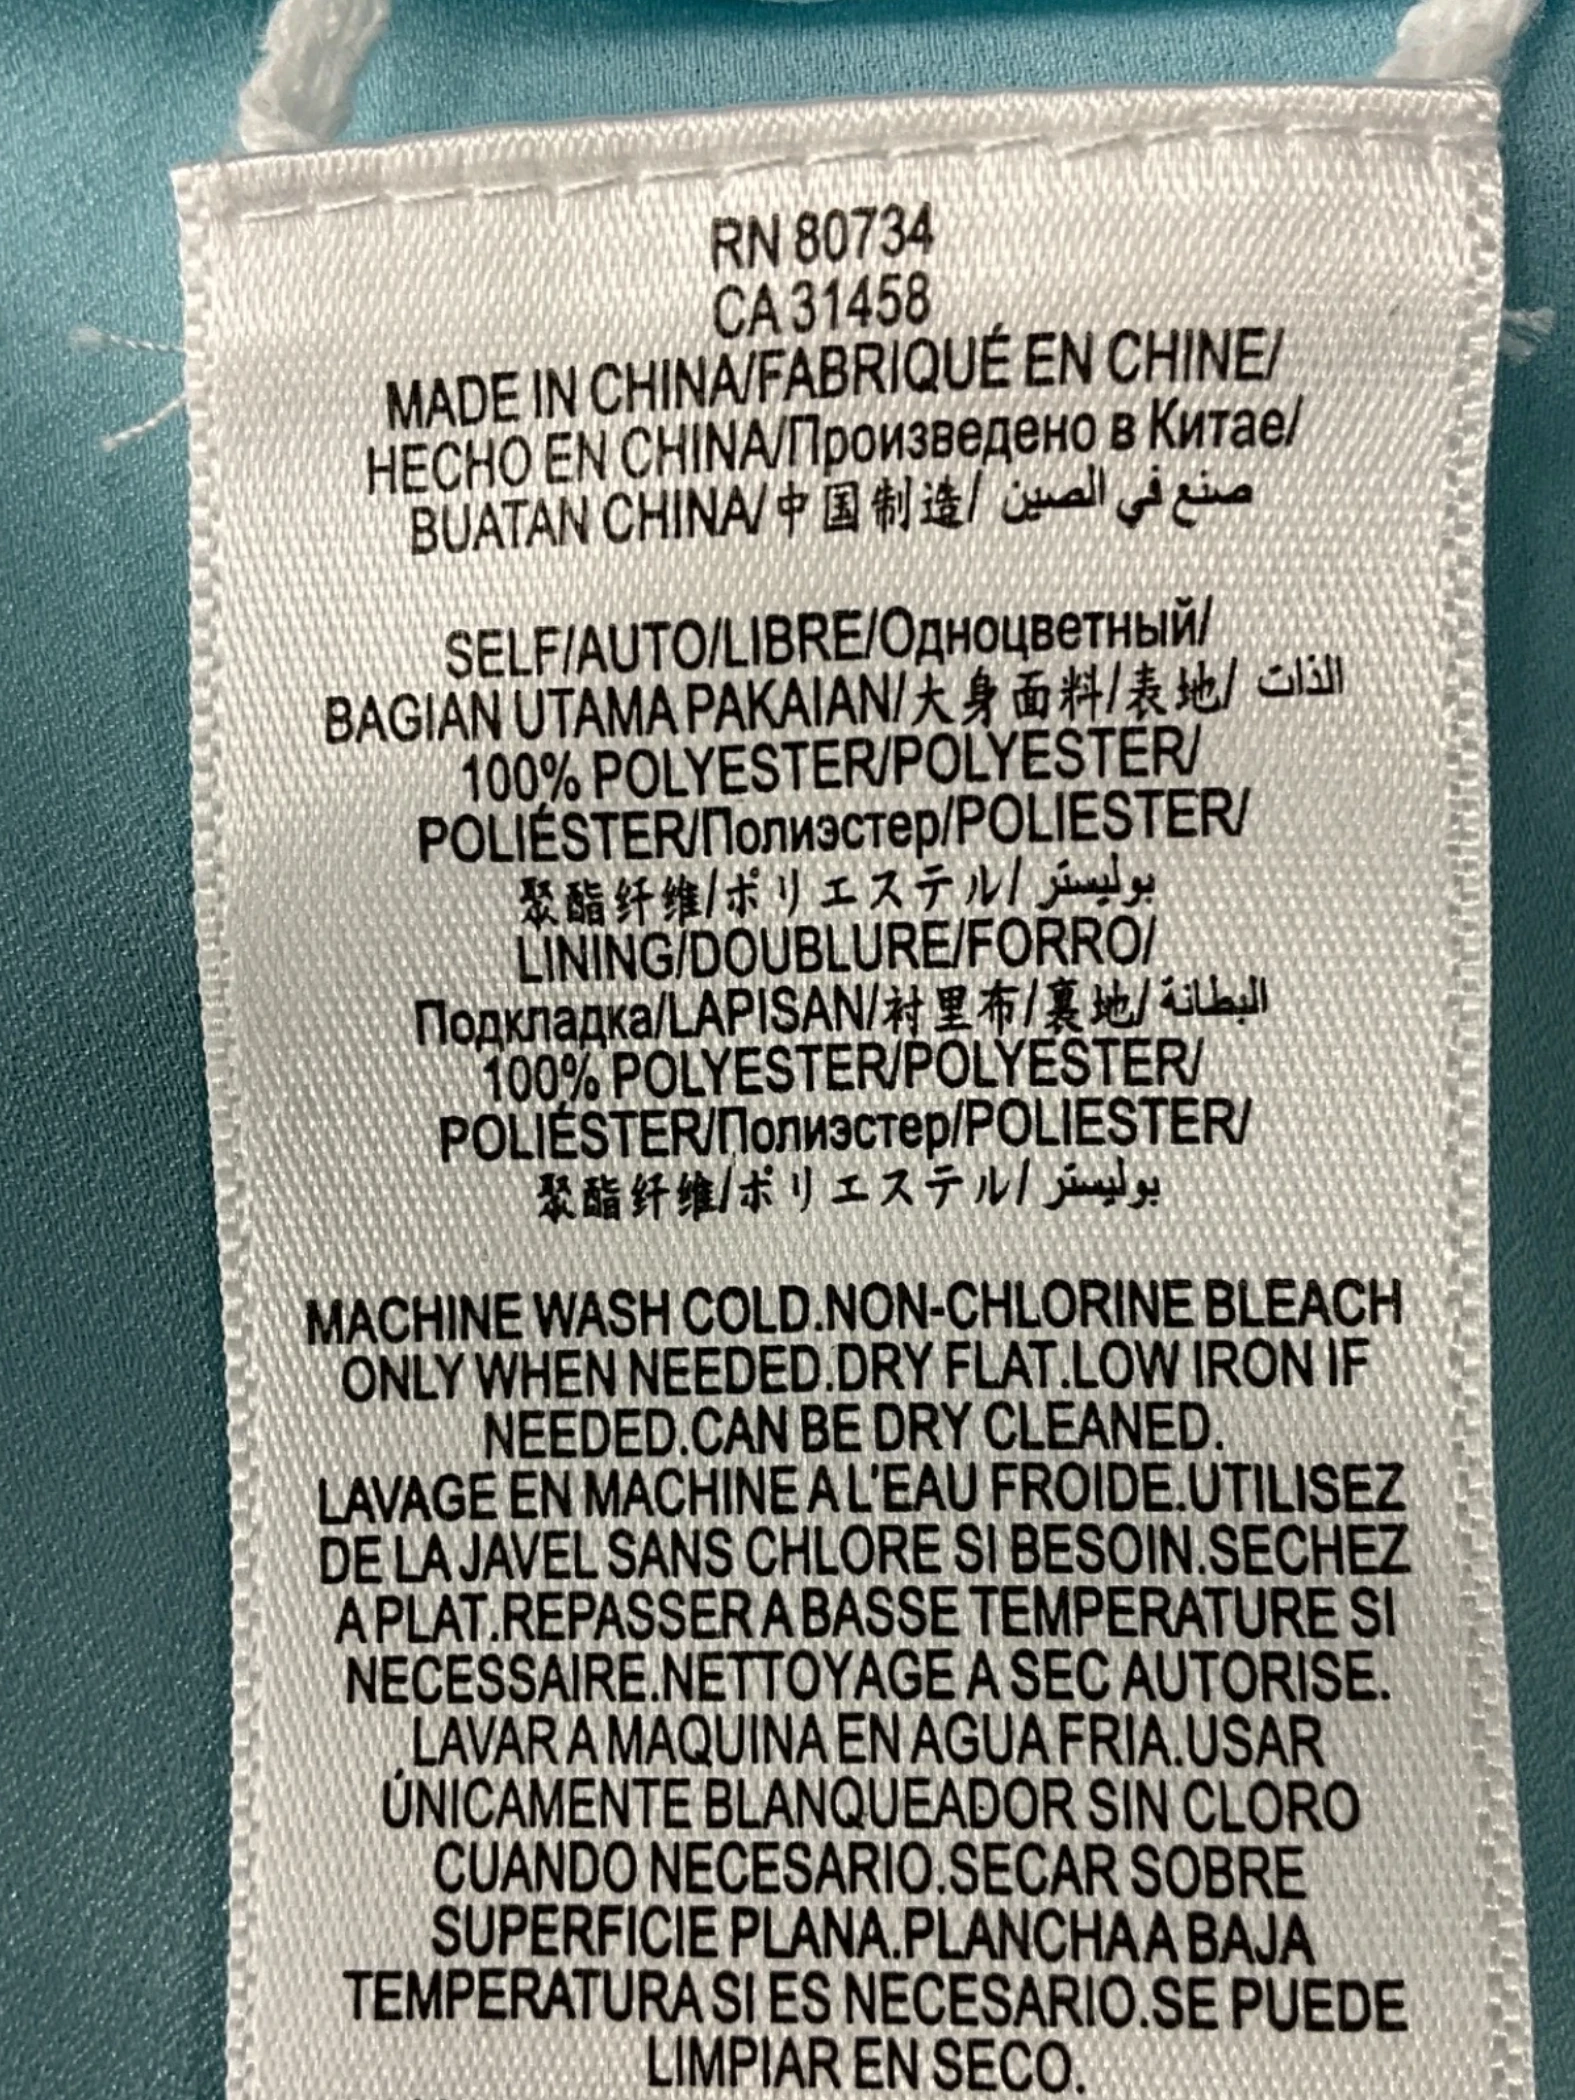 RN 80734
CA 31458
MADE IN CHINA/FABRIQUÉ EN CHINE/
HECHO EN CHINA/Произведено в Китае/
BUATAN CHINA/中国制造/ صنع في الصين
SELF/AUTO/LIBRE/Одноцветный/
BAGIAN UTAMA PAKAIAN/大身面料/表地/ الذات
100% POLYESTER/POLYESTER/
POLIÉSTER/Полиэстер/POLIESTER/
聚酯纤维/ポリエステル/ بوليستر
LINING/DOUBLURE/FORRO/
Подкладка/LAPISAN/衬里布/裏地/ البطانة
100% POLYESTER/POLYESTER/
POLIÉSTER/Полиэстер/POLIESTER/
聚酯纤维/ポリエステル/ بوليستر
MACHINE WASH COLD.NON-CHLORINE BLEACH
ONLY WHEN NEEDED.DRY FLAT.LOW IRON IF
NEEDED.CAN BE DRY CLEANED.
LAVAGE EN MACHINE A L'EAU FROIDE.UTILISEZ
DE LA JAVEL SANS CHLORE SI BESOIN.SECHEZ
A PLAT.REPASSER A BASSE TEMPERATURE SI
NECESSAIRE.NETTOYAGE A SEC AUTORISE.
LAVAR A MAQUINA EN AGUA FRIA.USAR
ÚNICAMENTE BLANQUEADOR SIN CLORO
CUANDO NECESARIO.SECAR SOBRE
SUPERFICIE PLANA.PLANCHA A BAJA
TEMPERATURA SI ES NECESARIO.SE PUEDE
LIMPIAR EN SECO.